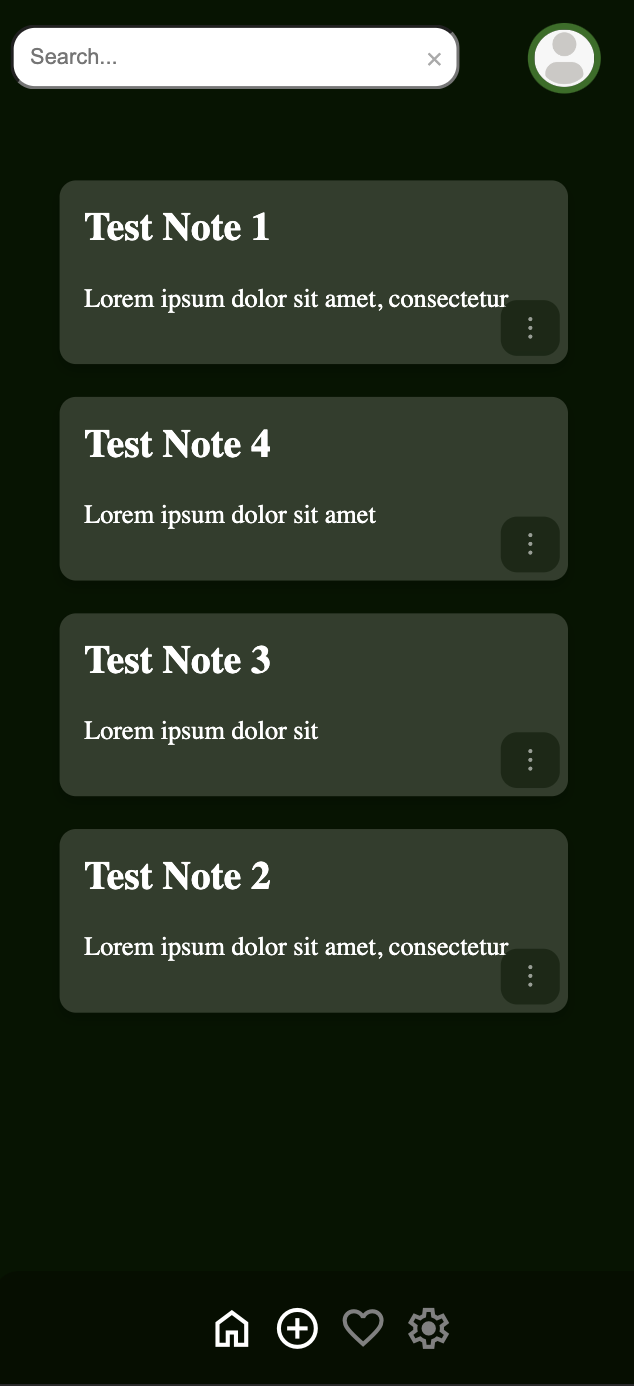 Search...
Test Note 1
Lorem ipsum dolor sit amet, consectetur
Test Note 4
Lorem ipsum dolor sit amet
Test Note 3
Lorem ipsum dolor sit
Test Note 2
Lorem ipsum dolor sit amet, consectetur